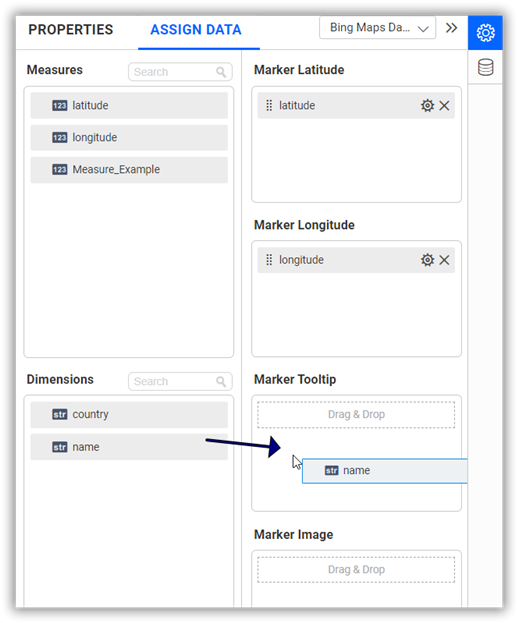 PROPERTIES
ASSIGN DATA
Bing Maps Da...
Measures
Search
123 latitude
123 longitude
123 Measure_Example
Dimensions
Search
str country
str name
Marker Latitude
latitude
Marker Longitude
longitude
Marker Tooltip
Drag & Drop
str name
Marker Image
Drag & Drop